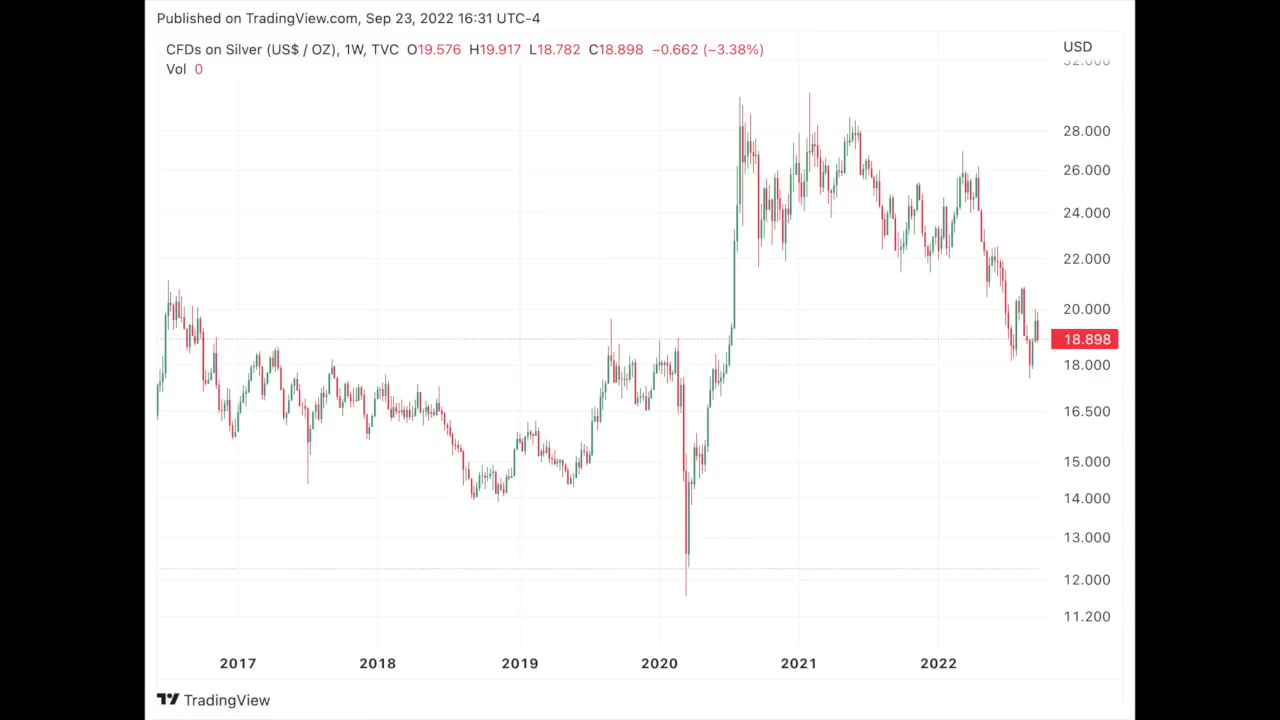 Published on TradingView.com, Sep 23, 2022 16:31 UTC-4
CFDs on Silver (US$ / OZ), 1W, TVC O19.576 H19.917 L18.782 C18.898 −0.662 (−3.38%)
Vol 0
USD
32.000
28.000
26.000
24.000
22.000
20.000
18.898
18.000
16.500
15.000
14.000
13.000
12.000
11.200
2017 2018 2019 2020 2021 2022
TradingView